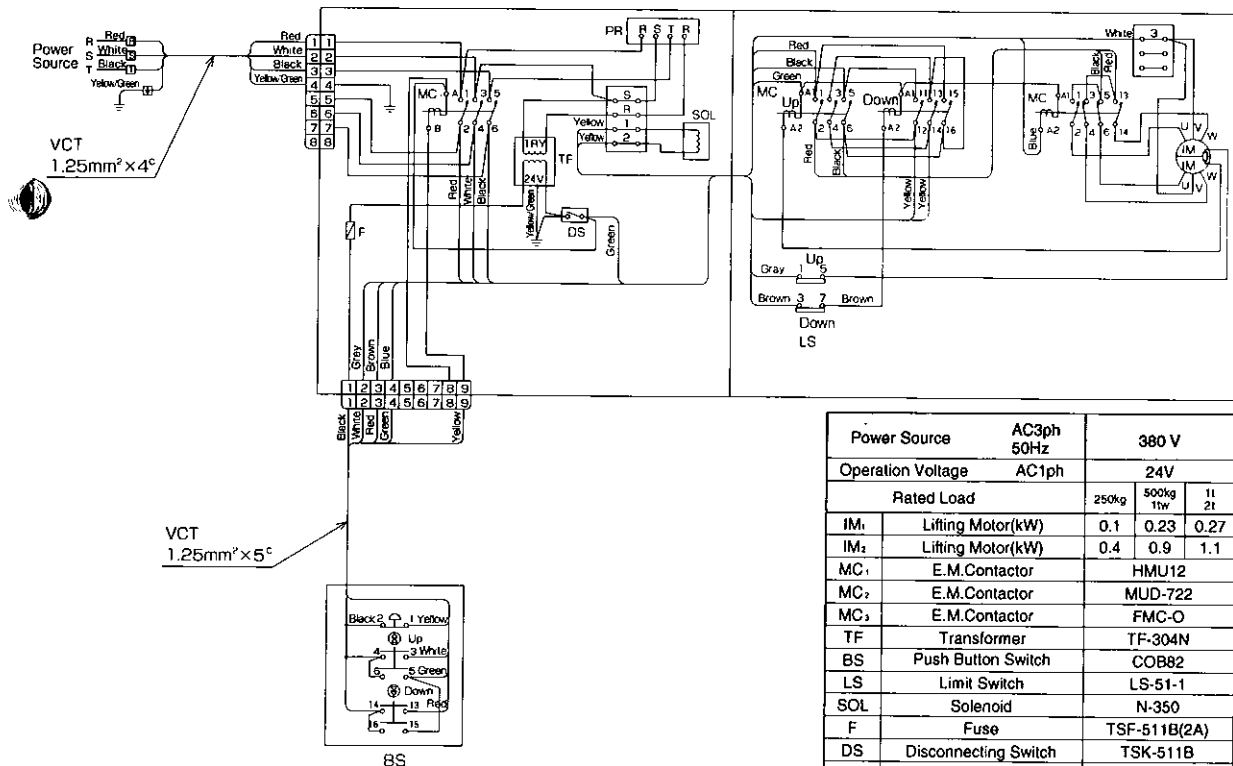 Power Source
R Red R
S White S
T Black T
Yellow/Green
VCT
1.25mm²×4ᶜ
Red
White
Black
Yellow/Green
1 1
2 2
3 3
4 4
5 5
6 6
7 7
8 8
MC A 1 3 5
B 2 4 6
Red
White
Black
PR R S T R
S
R
Yellow 1
Yellow 2
SOL
TF
24V
Yellow/Green
DS
Green
F
Grey
Brown
Blue
1 2 3 4 5 6 7 8 9
1 2 3 4 5 6 7 8 9
Black
White
Red
Green
Yellow
Red
Black
Green
MC A1 1 3 5
Up
A2 2 4 6
Down A1 11 13 15
A2 12 14 16
Red
Black
Yellow
Yellow
Gray 1 Up 5
Brown 3 7 Brown
Down
LS
White 3
Black
Red
MC A1 1 3 5 13
A2 2 4 6 14
Blue
U V W
IM
IM
U V W
VCT
1.25mm²×5ᶜ
Black 2 1 Yellow
Up
4 3 White
6 5 Green
Down
Red
14 13
16 15
BS
Power Source AC3ph 50Hz 380 V
Operation Voltage AC1ph 24V
Rated Load 250kg 500kg 1tw 1t 2t
IM₁ Lifting Motor(kW) 0.1 0.23 0.27
IM₂ Lifting Motor(kW) 0.4 0.9 1.1
MC₁ E.M.Contactor HMU12
MC₂ E.M.Contactor MUD-722
MC₃ E.M.Contactor FMC-O
TF Transformer TF-304N
BS Push Button Switch COB82
LS Limit Switch LS-51-1
SOL Solenoid N-350
F Fuse TSF-511B(2A)
DS Disconnecting Switch TSK-511B